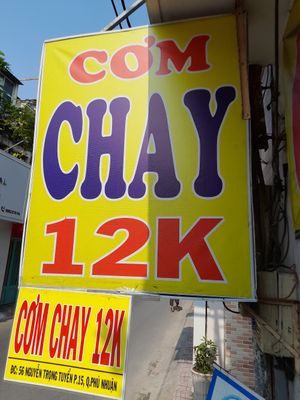 CƠM
CHAY
12K
CƠM CHAY 12K
ĐC: 56 NGUYỄN TRỌNG TUYỂN P.15, Q.PHÚ NHUẬN